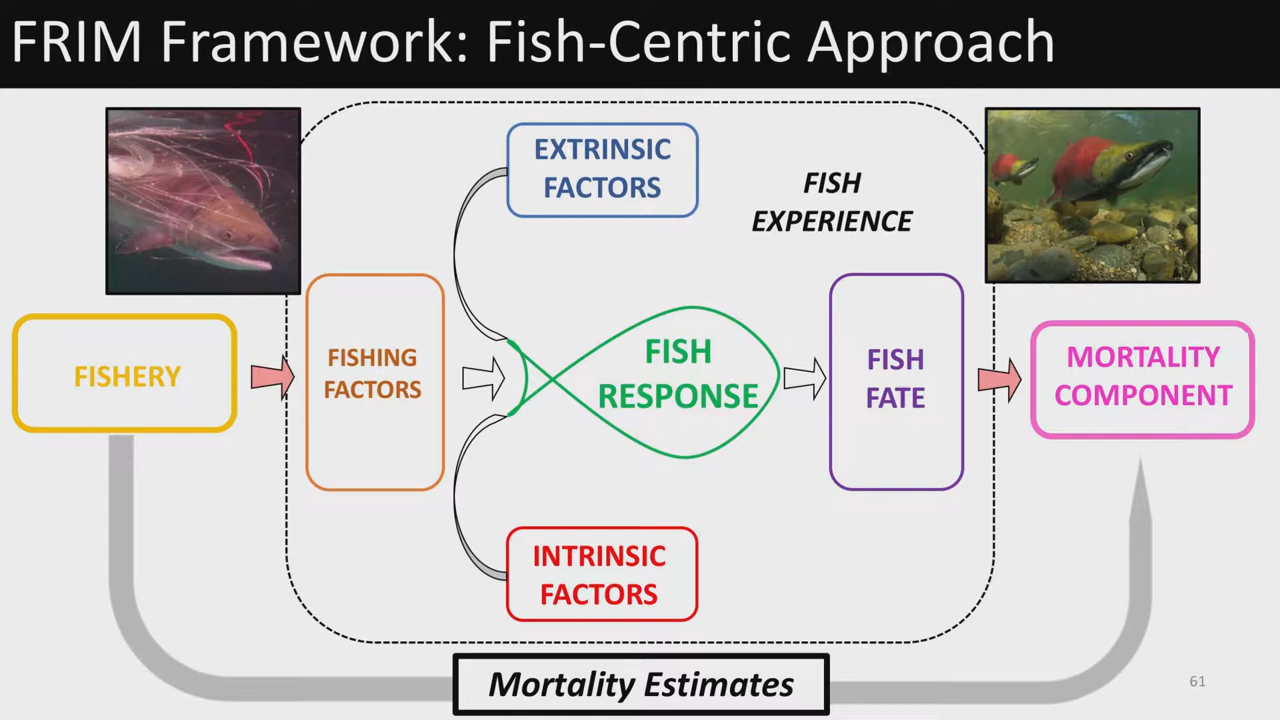 FRIM Framework: Fish-Centric Approach
EXTRINSIC
FACTORS
FISH
EXPERIENCE
FISHERY
FISHING
FACTORS
FISH
RESPONSE
FISH
FATE
MORTALITY
COMPONENT
INTRINSIC
FACTORS
Mortality Estimates
61